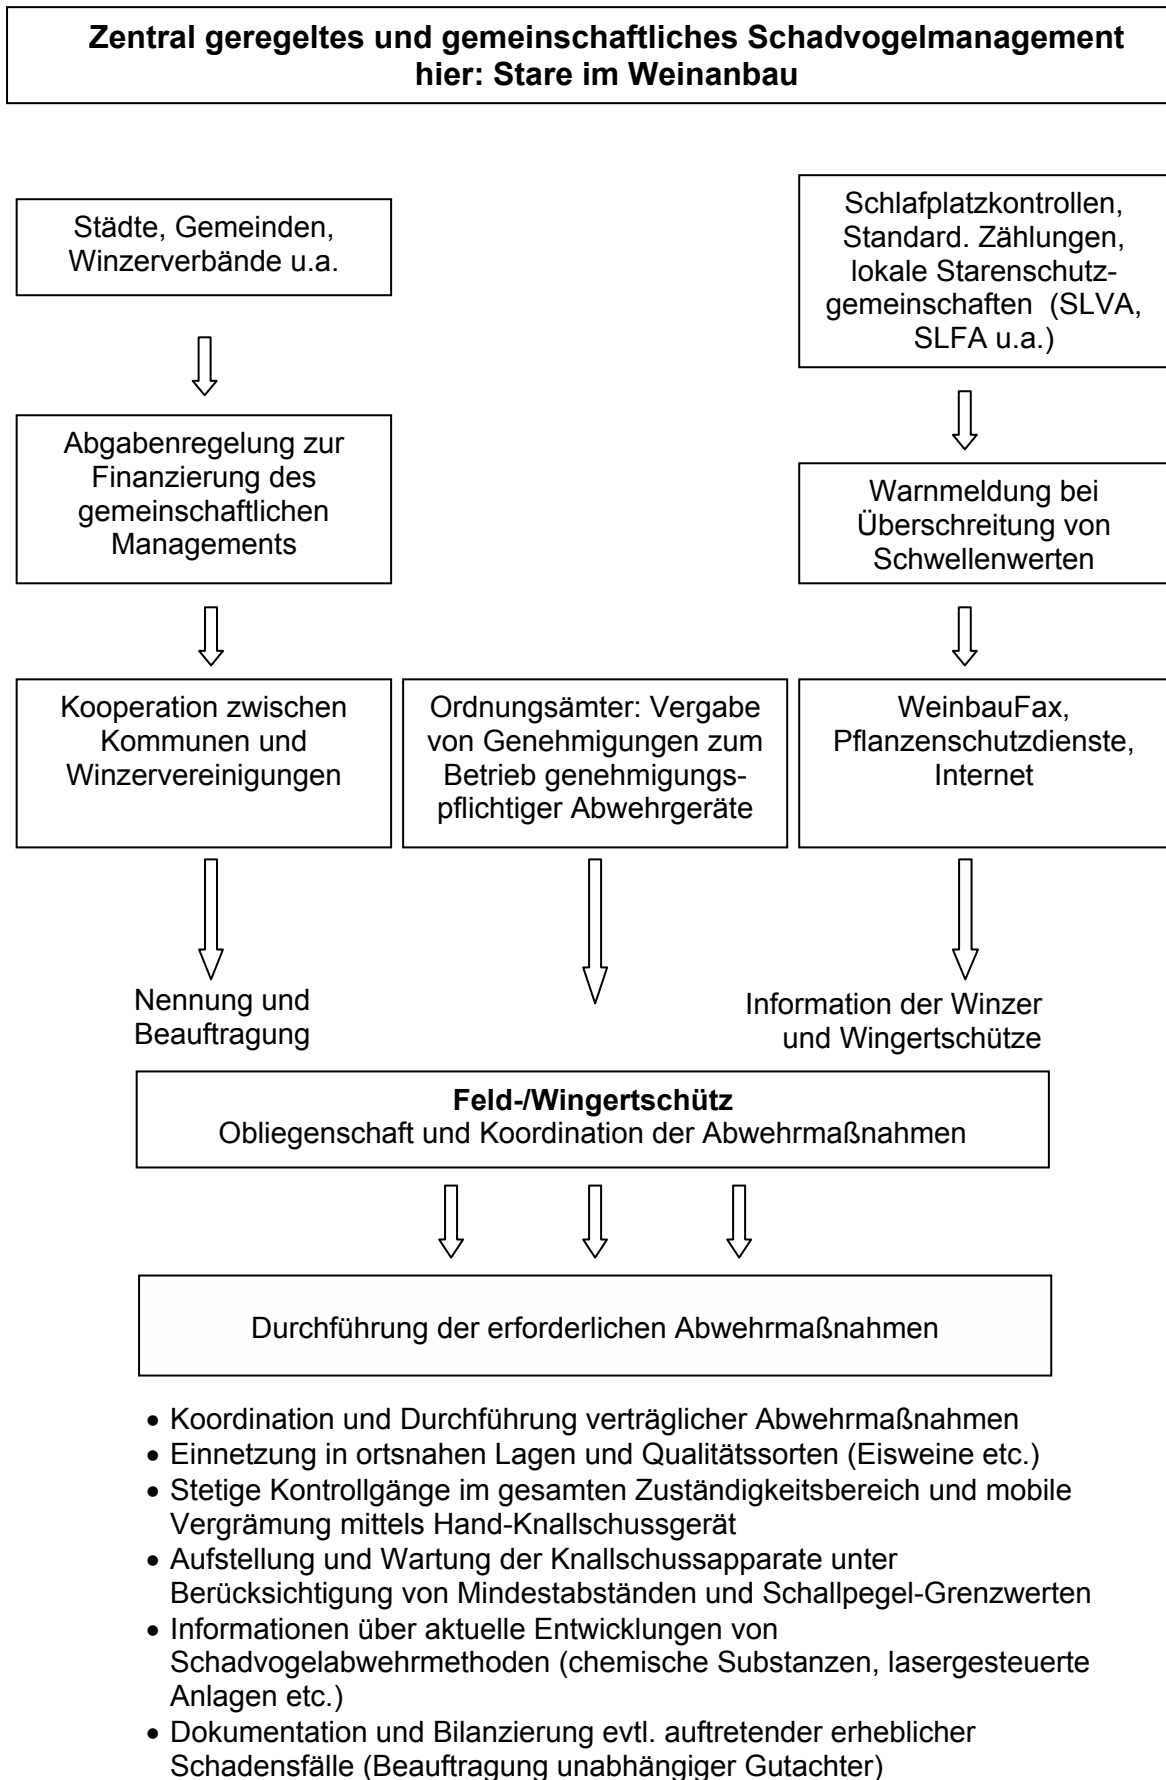 Zentral geregeltes und gemeinschaftliches Schadvogelmanagement
hier: Stare im Weinanbau
Städte, Gemeinden,
Winzerverbände u.a.
Schlafplatzkontrollen,
Standard. Zählungen,
lokale Starenschutz-
gemeinschaften (SLVA,
SLFA u.a.)
Abgabenregelung zur
Finanzierung des
gemeinschaftlichen
Managements
Warnmeldung bei
Überschreitung von
Schwellenwerten
Kooperation zwischen
Kommunen und
Winzervereinigungen
Ordnungsämter: Vergabe
von Genehmigungen zum
Betrieb genehmigungs-
pflichtiger Abwehrgeräte
WeinbauFax,
Pflanzenschutzdienste,
Internet
Nennung und
Beauftragung
Information der Winzer
und Wingertschütze
Feld-/Wingertschütz
Obliegenschaft und Koordination der Abwehrmaßnahmen
Durchführung der erforderlichen Abwehrmaßnahmen
• Koordination und Durchführung verträglicher Abwehrmaßnahmen
• Einnetzung in ortsnahen Lagen und Qualitätssorten (Eisweine etc.)
• Stetige Kontrollgänge im gesamten Zuständigkeitsbereich und mobile
Vergrämung mittels Hand-Knallschussgerät
• Aufstellung und Wartung der Knallschussapparate unter
Berücksichtigung von Mindestabständen und Schallpegel-Grenzwerten
• Informationen über aktuelle Entwicklungen von
Schadvogelabwehrmethoden (chemische Substanzen, lasergesteuerte
Anlagen etc.)
• Dokumentation und Bilanzierung evtl. auftretender erheblicher
Schadensfälle (Beauftragung unabhängiger Gutachter)